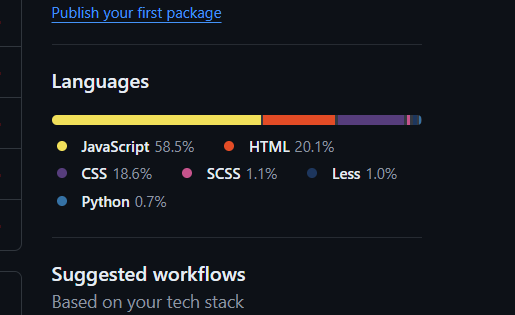 Publish your first package
Languages
JavaScript 58.5% HTML 20.1%
CSS 18.6% SCSS 1.1% Less 1.0%
Python 0.7%
Suggested workflows
Based on your tech stack